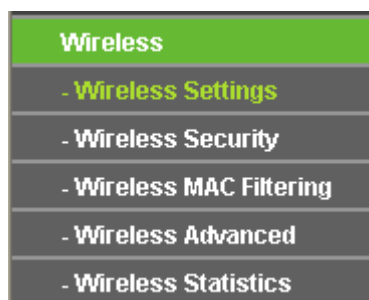 Wireless
- Wireless Settings
- Wireless Security
- Wireless MAC Filtering
- Wireless Advanced
- Wireless Statistics